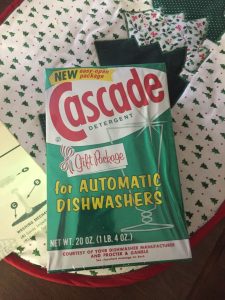 NEW easy-open
package
Cascade
®
DETERGENT
Gift Package
for AUTOMATIC
DISHWASHERS
NET WT. 20 OZ. (1 LB. 4 OZ.)
COURTESY OF YOUR DISHWASHER MANUFACTURER
AND PROCTER & GAMBLE